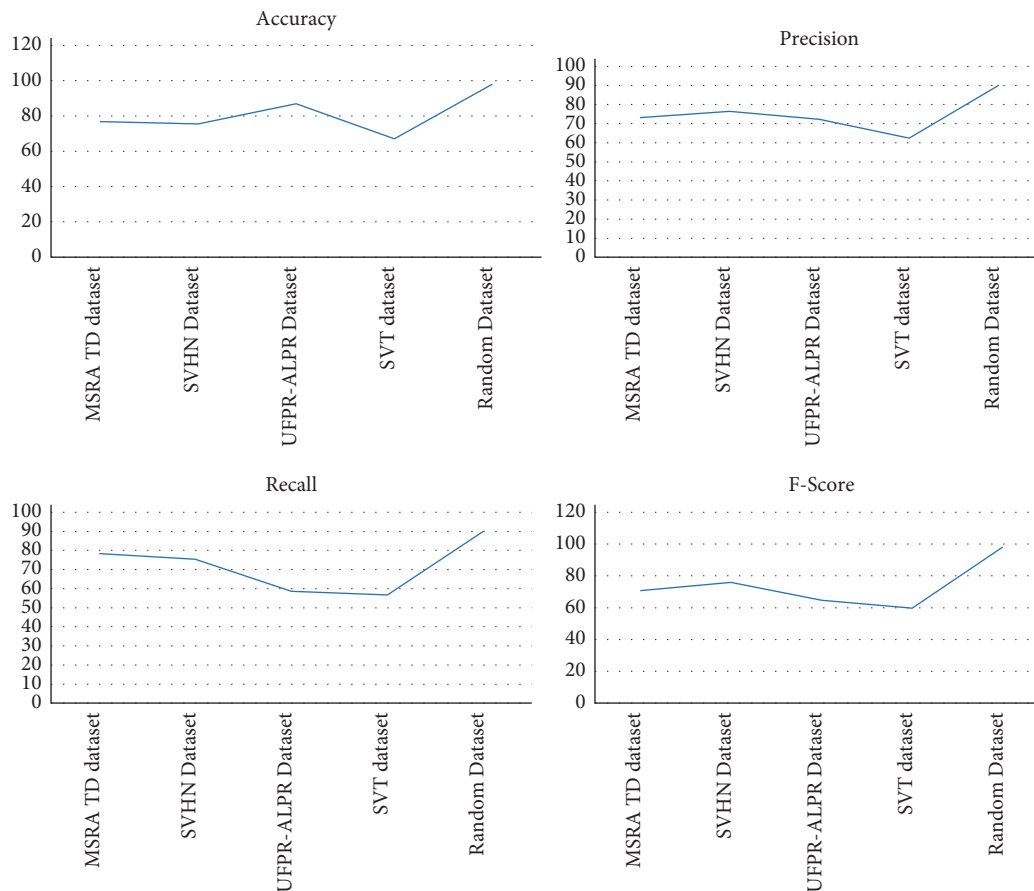 Accuracy
120
100
80
60
40
20
0
MSRA TD dataset
SVHN Dataset
UFPR-ALPR Dataset
SVT dataset
Random Dataset
Precision
100
90
80
70
60
50
40
30
20
10
0
MSRA TD dataset
SVHN Dataset
UFPR-ALPR Dataset
SVT dataset
Random Dataset
Recall
100
90
80
70
60
50
40
30
20
10
0
MSRA TD dataset
SVHN Dataset
UFPR-ALPR Dataset
SVT dataset
Random Dataset
F-Score
120
100
80
60
40
20
0
MSRA TD dataset
SVHN Dataset
UFPR-ALPR Dataset
SVT dataset
Random Dataset